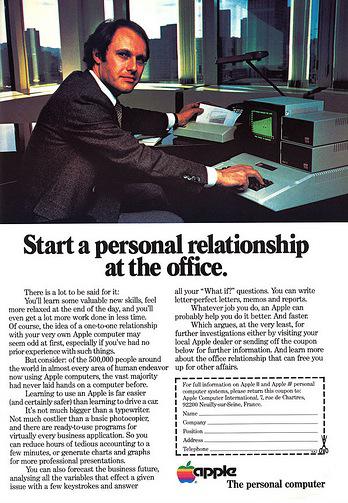 Start a personal relationship
at the office.
There is a lot to be said for it:
You'll learn some valuable new skills, feel
more relaxed at the end of the day, and you'll
even get a lot more work done in less time.
Of course, the idea of a one-to-one relationship
with your very own Apple computer may
seem odd at first, especially if you've had no
prior experience with such things.
But consider: of the 500,000 people around
the world in almost every area of human endeavor
now using Apple computers, the vast majority
had never laid hands on a computer before.
Learning to use an Apple is far easier
(and certainly safer) than learning to drive a car.
It's not much bigger than a typewriter.
Not much costlier than a basic photocopier,
and there are ready-to-use programs for
virtually every business application. So you
can reduce hours of tedious accounting to a
few minutes, or generate charts and graphs
for more professional presentations.
You can also forecast the business future,
analysing all the variables that effect a given
issue with a few keystrokes and answer
all your "What if?" questions. You can write
letter-perfect letters, memos and reports.
Whatever job you do, an Apple can
probably help you do it better. And faster.
Which argues, at the very least, for
further investigations either by visiting your
local Apple dealer or sending off the coupon
below for further information. And learn more
about the office relationship that can free you
up for other affairs.
For full information on Apple II and Apple III personal
computer systems, please return this coupon to:
Apple Computer International, 7, rue de Chartres,
92200 Neuilly-sur-Seine, France.
Name
Company
Position
Address
Telephone
apple
The personal computer